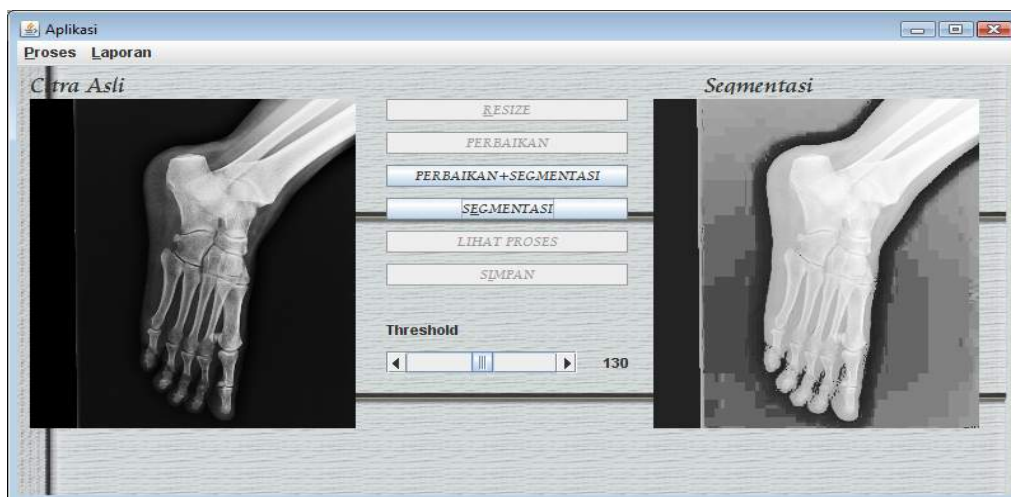 Aplikasi
Proses Laporan
Citra Asli
Segmentasi
RESIZE
PERBAIKAN
PERBAIKAN+SEGMENTASI
SEGMENTASI
LIHAT PROSES
SIMPAN
Threshold
130